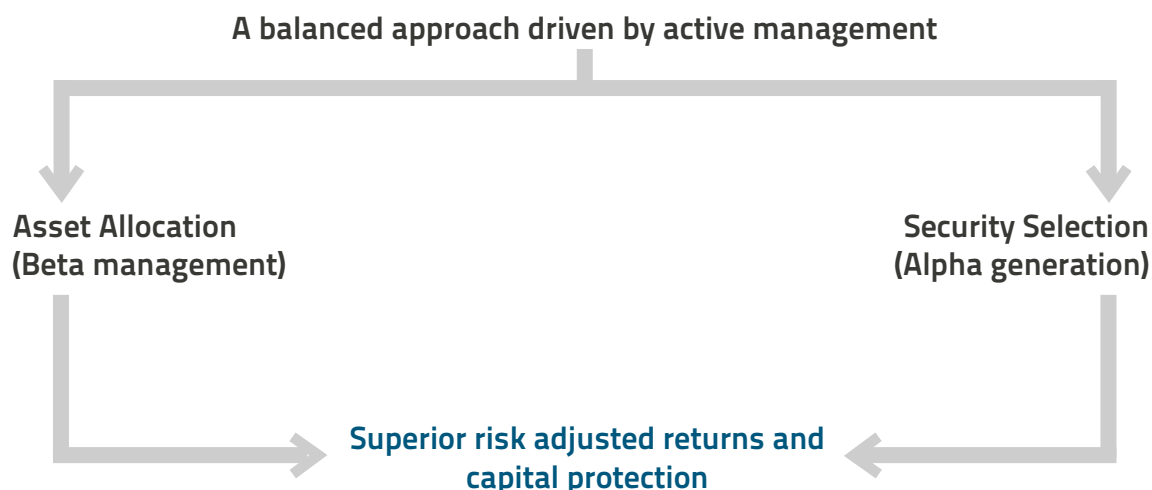 A balanced approach driven by active management
Asset Allocation
(Beta management)
Security Selection
(Alpha generation)
Superior risk adjusted returns and
capital protection